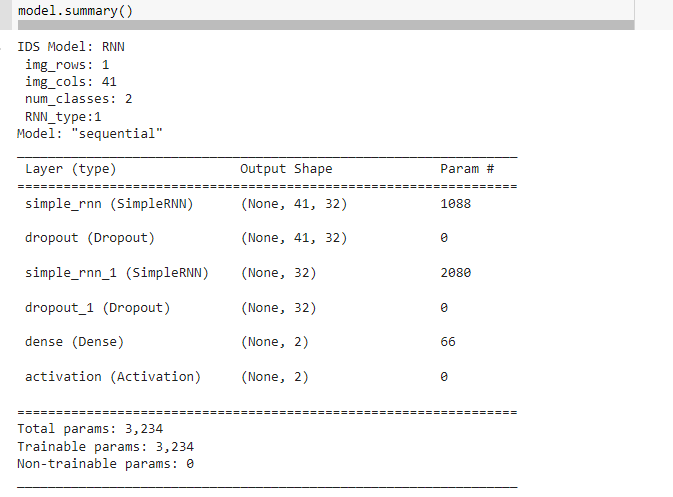 model.summary()
IDS Model: RNN
img_rows: 1
img_cols: 41
num_classes: 2
RNN_type:1
Model: "sequential"
Layer (type) Output Shape Param #
simple_rnn (SimpleRNN) (None, 41, 32) 1088
dropout (Dropout) (None, 41, 32) 0
simple_rnn_1 (SimpleRNN) (None, 32) 2080
dropout_1 (Dropout) (None, 32) 0
dense (Dense) (None, 2) 66
activation (Activation) (None, 2) 0
Total params: 3,234
Trainable params: 3,234
Non-trainable params: 0